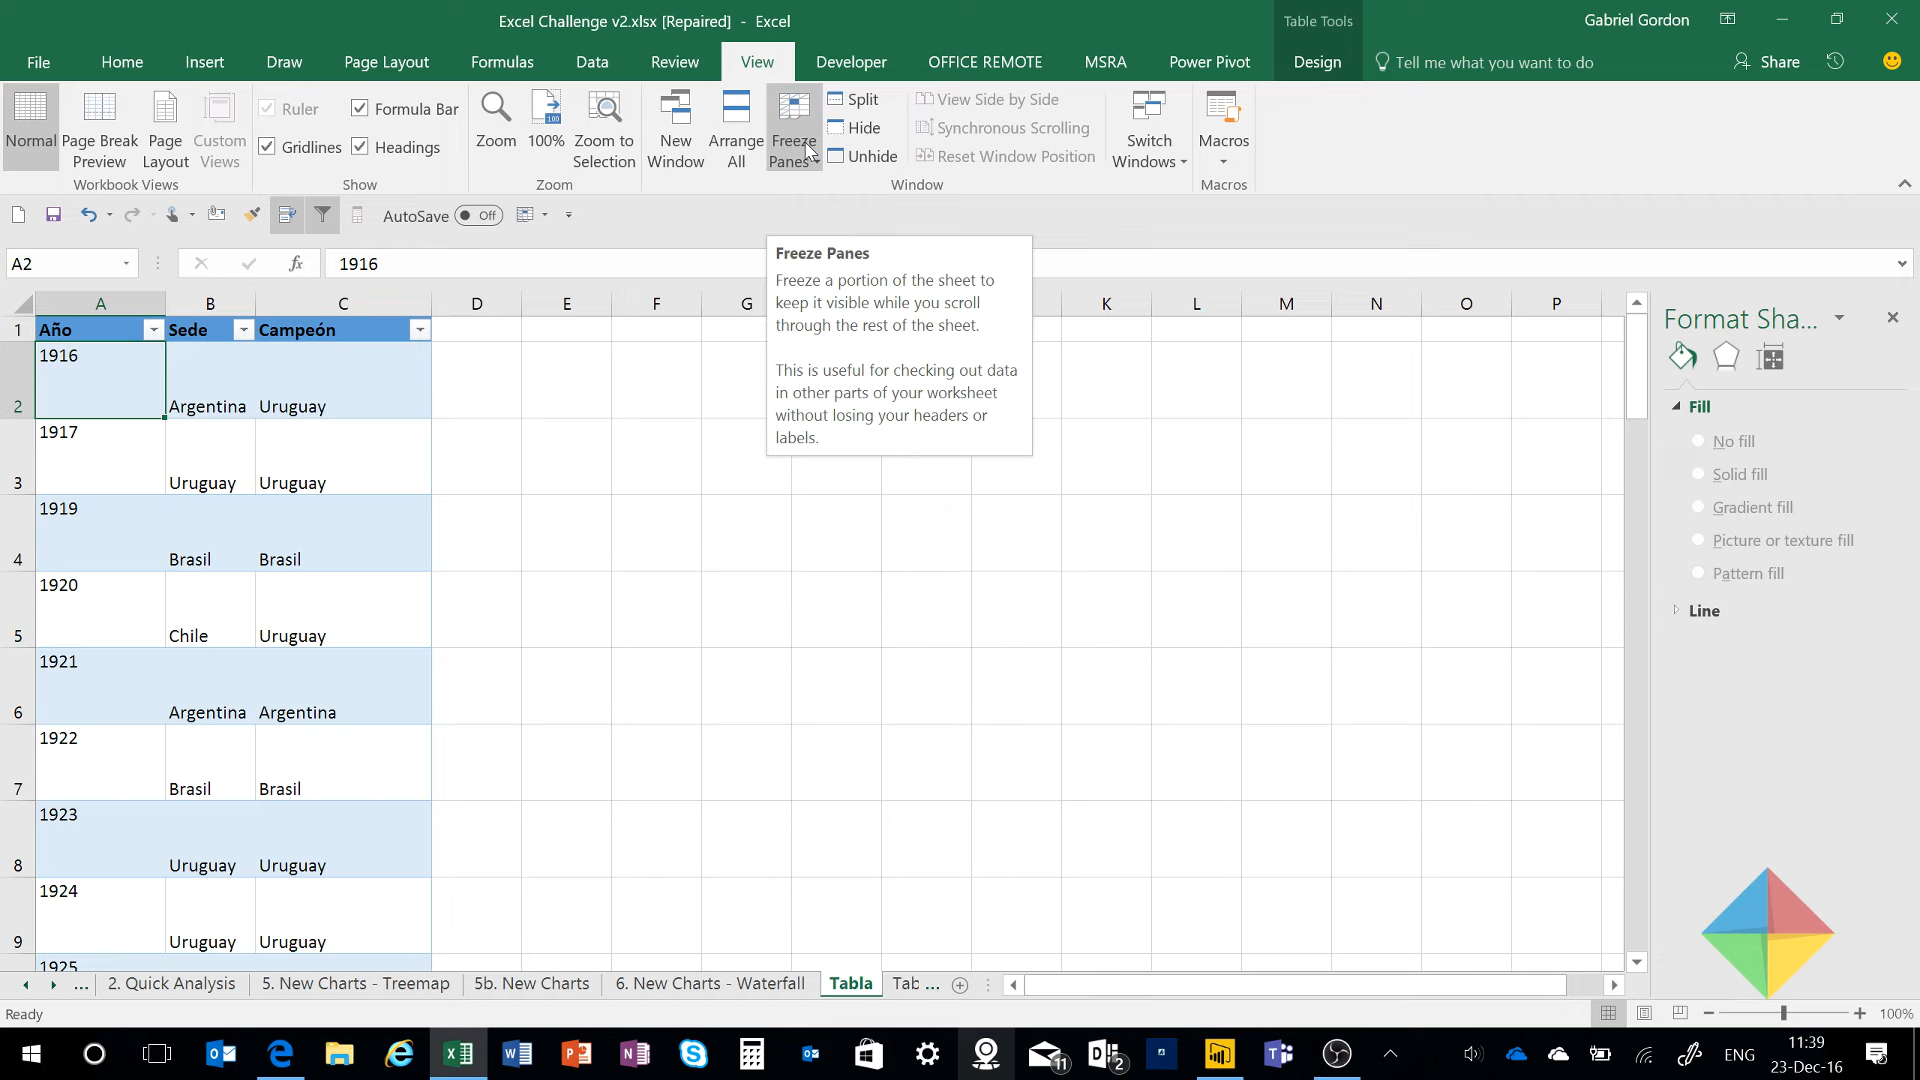 Excel Challenge v2.xlsx [Repaired] - Excel
Table Tools
Gabriel Gordon
File
Home
Insert
Draw
Page Layout
Formulas
Data
Review
View
Developer
OFFICE REMOTE
MSRA
Power Pivot
Design
Tell me what you want to do
Share
Normal
Page Break Preview
Page Layout
Custom Views
Workbook Views
Ruler
Formula Bar
Gridlines
Headings
Show
Zoom
100%
Zoom to Selection
Zoom
New Window
Arrange All
Freeze Panes
Split
Hide
Unhide
View Side by Side
Synchronous Scrolling
Reset Window Position
Window
Switch Windows
Macros
Macros
AutoSave Off
A2
fx
1916
Freeze Panes
Freeze a portion of the sheet to
keep it visible while you scroll
through the rest of the sheet.
This is useful for checking out data
in other parts of your worksheet
without losing your headers or
labels.
A B C D E F G K L M N O P
1 Año Sede Campeón
2 1916 Argentina Uruguay
3 1917 Uruguay Uruguay
4 1919 Brasil Brasil
5 1920 Chile Uruguay
6 1921 Argentina Argentina
7 1922 Brasil Brasil
8 1923 Uruguay Uruguay
9 1924 Uruguay Uruguay
1925
Format Sha...
Fill
No fill
Solid fill
Gradient fill
Picture or texture fill
Pattern fill
Line
... 2. Quick Analysis
5. New Charts - Treemap
5b. New Charts
6. New Charts - Waterfall
Tabla
Tab ...
Ready
100%
11
2
ENG
11:39
23-Dec-16